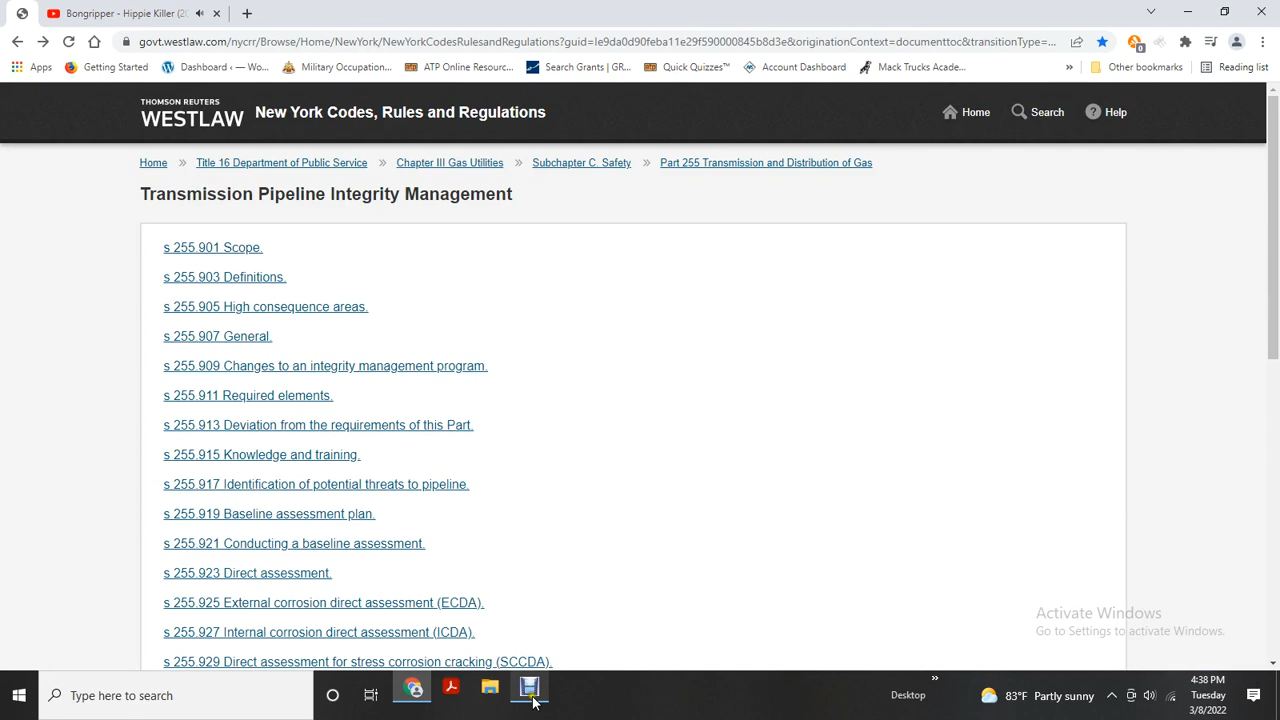 Bongripper - Hippie Killer (2(
govt.westlaw.com/nycrr/Browse/Home/NewYork/NewYorkCodesRulesandRegulations?guid=Ie9da0d90feba11e29f590000845b8d3e&originationContext=documenttoc&transitionType=...
0
Apps Getting Started Dashboard ‹ — Wo... Military Occupation... ATP Online Resourc... Search Grants | GR... Quick Quizzes™ Account Dashboard Mack Trucks Acade... » Other bookmarks Reading list
THOMSON REUTERS
WESTLAW New York Codes, Rules and Regulations Home Search ? Help
Home » Title 16 Department of Public Service » Chapter III Gas Utilities » Subchapter C. Safety » Part 255 Transmission and Distribution of Gas
Transmission Pipeline Integrity Management
s 255.901 Scope.
s 255.903 Definitions.
s 255.905 High consequence areas.
s 255.907 General.
s 255.909 Changes to an integrity management program.
s 255.911 Required elements.
s 255.913 Deviation from the requirements of this Part.
s 255.915 Knowledge and training.
s 255.917 Identification of potential threats to pipeline.
s 255.919 Baseline assessment plan.
s 255.921 Conducting a baseline assessment.
s 255.923 Direct assessment.
s 255.925 External corrosion direct assessment (ECDA).
s 255.927 Internal corrosion direct assessment (ICDA).
s 255.929 Direct assessment for stress corrosion cracking (SCCDA).
Activate Windows
Go to Settings to activate Windows.
Type here to search Desktop » 83°F Partly sunny
4:38 PM
Tuesday
3/8/2022